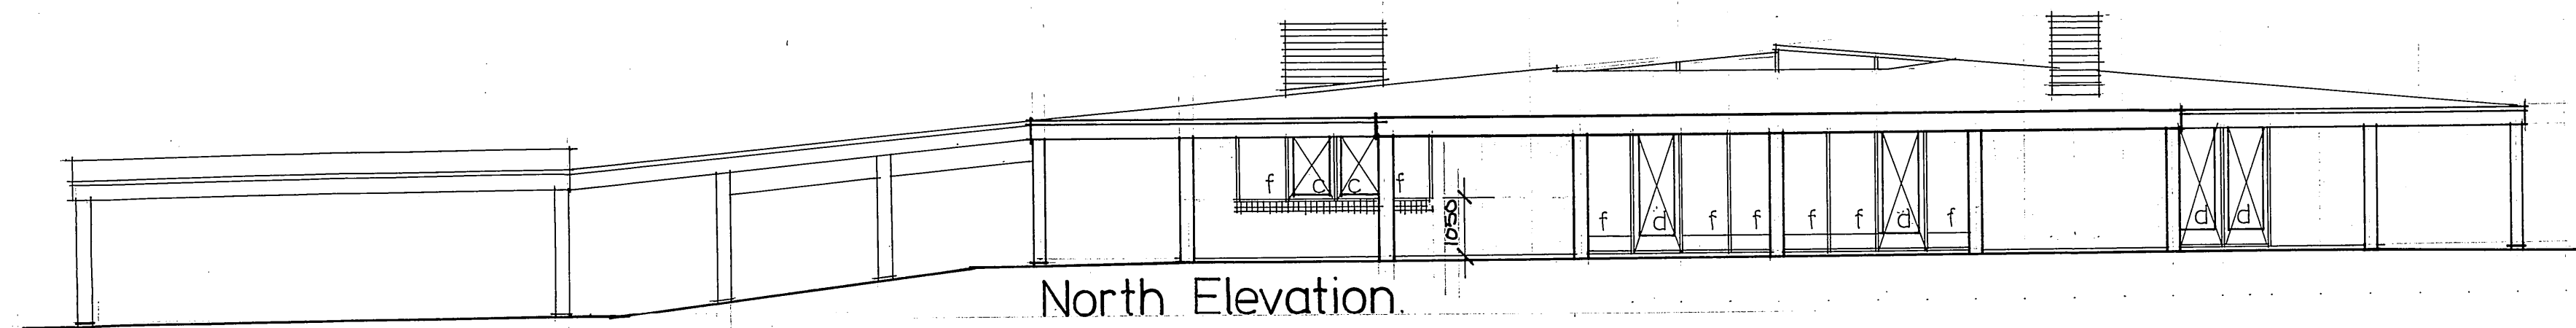 f c c f
1050
f d f f f f d f
d d
North Elevation.